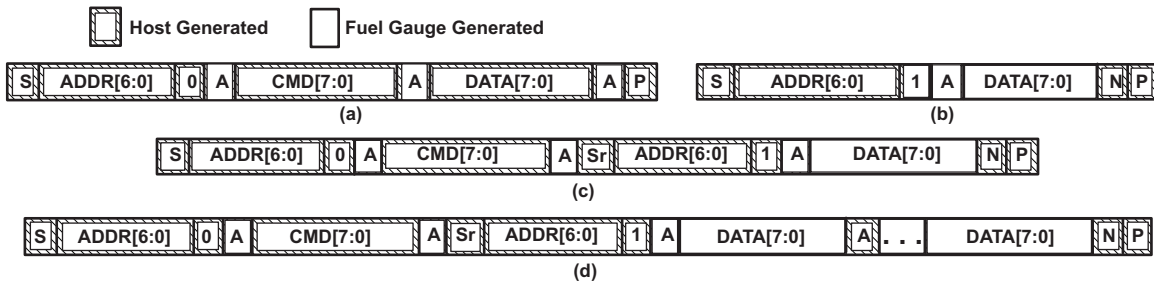 Host Generated Fuel Gauge Generated
S ADDR[6:0] 0 A CMD[7:0] A DATA[7:0] A P S ADDR[6:0] 1 A DATA[7:0] N P
(a) (b)
S ADDR[6:0] 0 A CMD[7:0] A Sr ADDR[6:0] 1 A DATA[7:0] N P
(c)
S ADDR[6:0] 0 A CMD[7:0] A Sr ADDR[6:0] 1 A DATA[7:0] A . . . DATA[7:0] N P
(d)